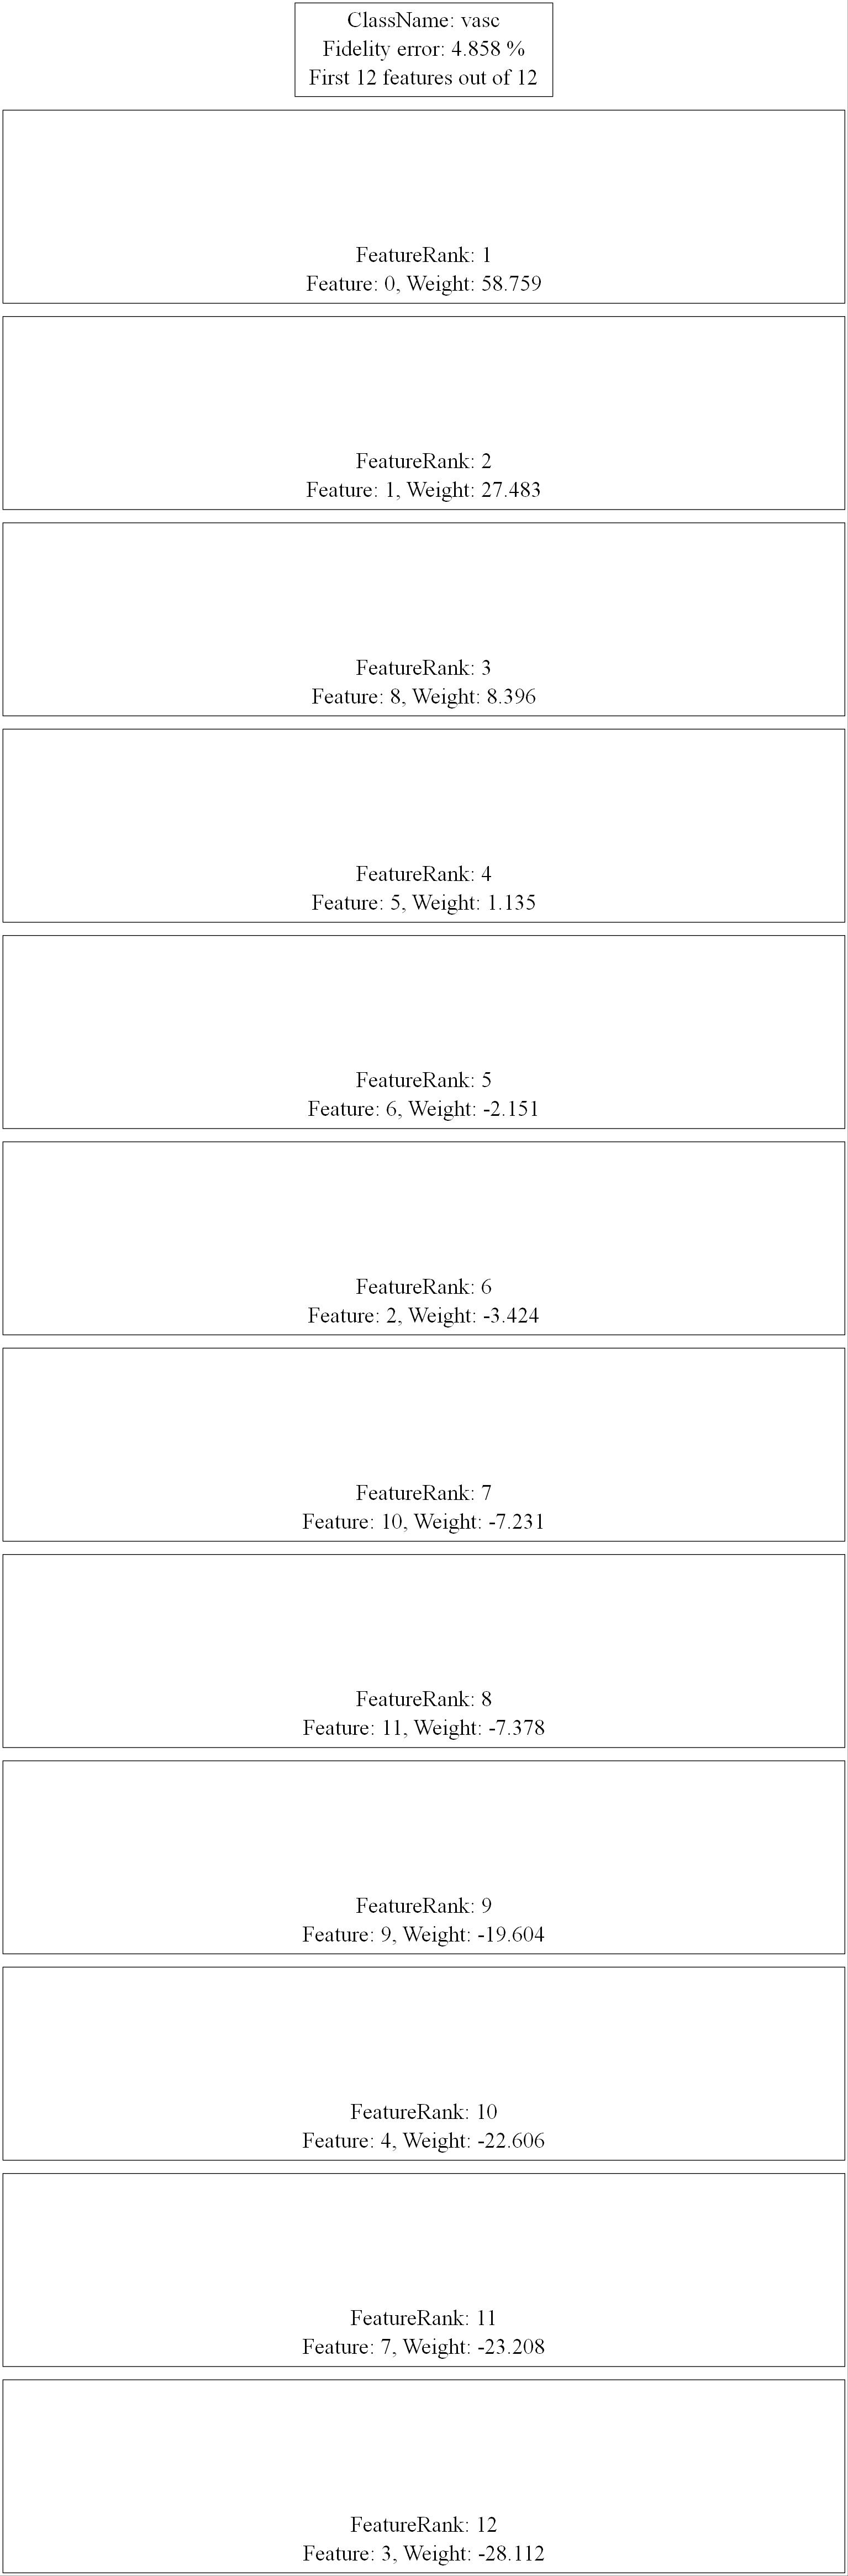 ClassName: vasc
Fidelity error: 4.858 %
First 12 features out of 12
FeatureRank: 1
Feature: 0, Weight: 58.759
FeatureRank: 2
Feature: 1, Weight: 27.483
FeatureRank: 3
Feature: 8, Weight: 8.396
FeatureRank: 4
Feature: 5, Weight: 1.135
FeatureRank: 5
Feature: 6, Weight: -2.151
FeatureRank: 6
Feature: 2, Weight: -3.424
FeatureRank: 7
Feature: 10, Weight: -7.231
FeatureRank: 8
Feature: 11, Weight: -7.378
FeatureRank: 9
Feature: 9, Weight: -19.604
FeatureRank: 10
Feature: 4, Weight: -22.606
FeatureRank: 11
Feature: 7, Weight: -23.208
FeatureRank: 12
Feature: 3, Weight: -28.112